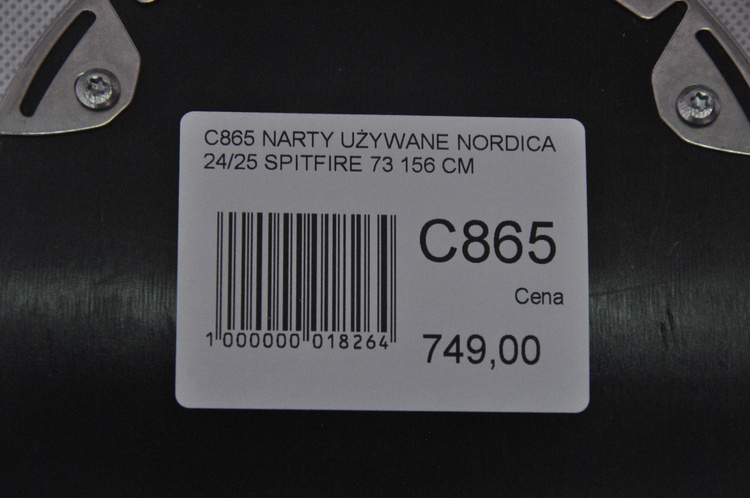 C865 NARTY UŻYWANE NORDICA
24/25 SPITFIRE 73 156 CM
C865
Cena
749,00
1 000000 018264